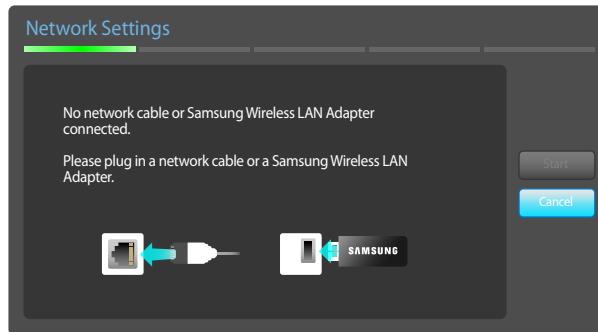 Network Settings
No network cable or Samsung Wireless LAN Adapter
connected.
Please plug in a network cable or a Samsung Wireless LAN
Adapter.
Start
Cancel
SAMSUNG